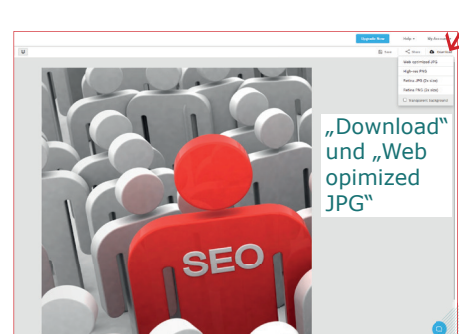 Upgrade Now
Help
My Account
Save
Share
Download
Web optimized JPG
High-res PNG
Retina JPG (2x size)
Retina PNG (2x size)
Transparent background
„Download“
und „Web
opimized
JPG“
SEO